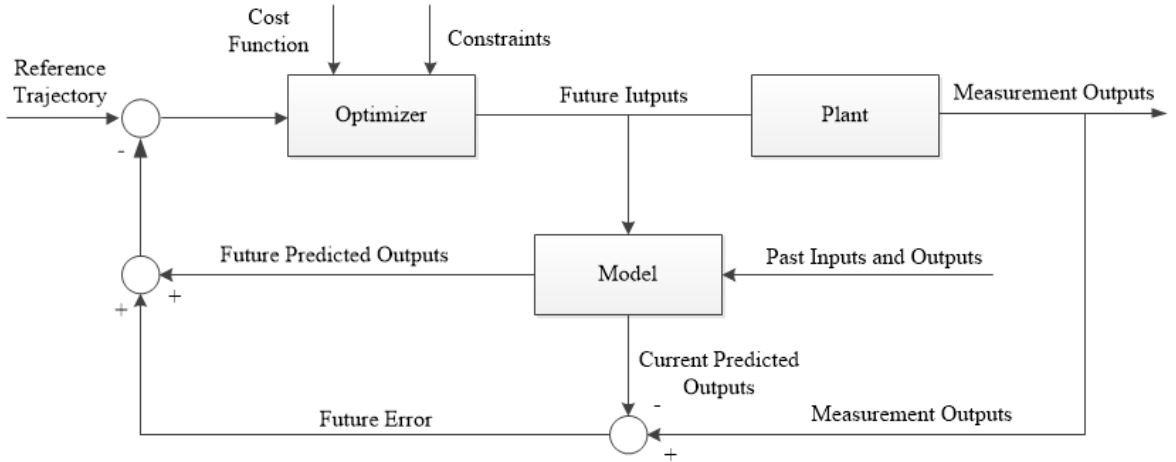 Cost
Function
Constraints
Reference
Trajectory
Optimizer
Future Iutputs
Plant
Measurement Outputs
-
Future Predicted Outputs
Model
Past Inputs and Outputs
+
+
Current Predicted
Outputs
-
Future Error
Measurement Outputs
+